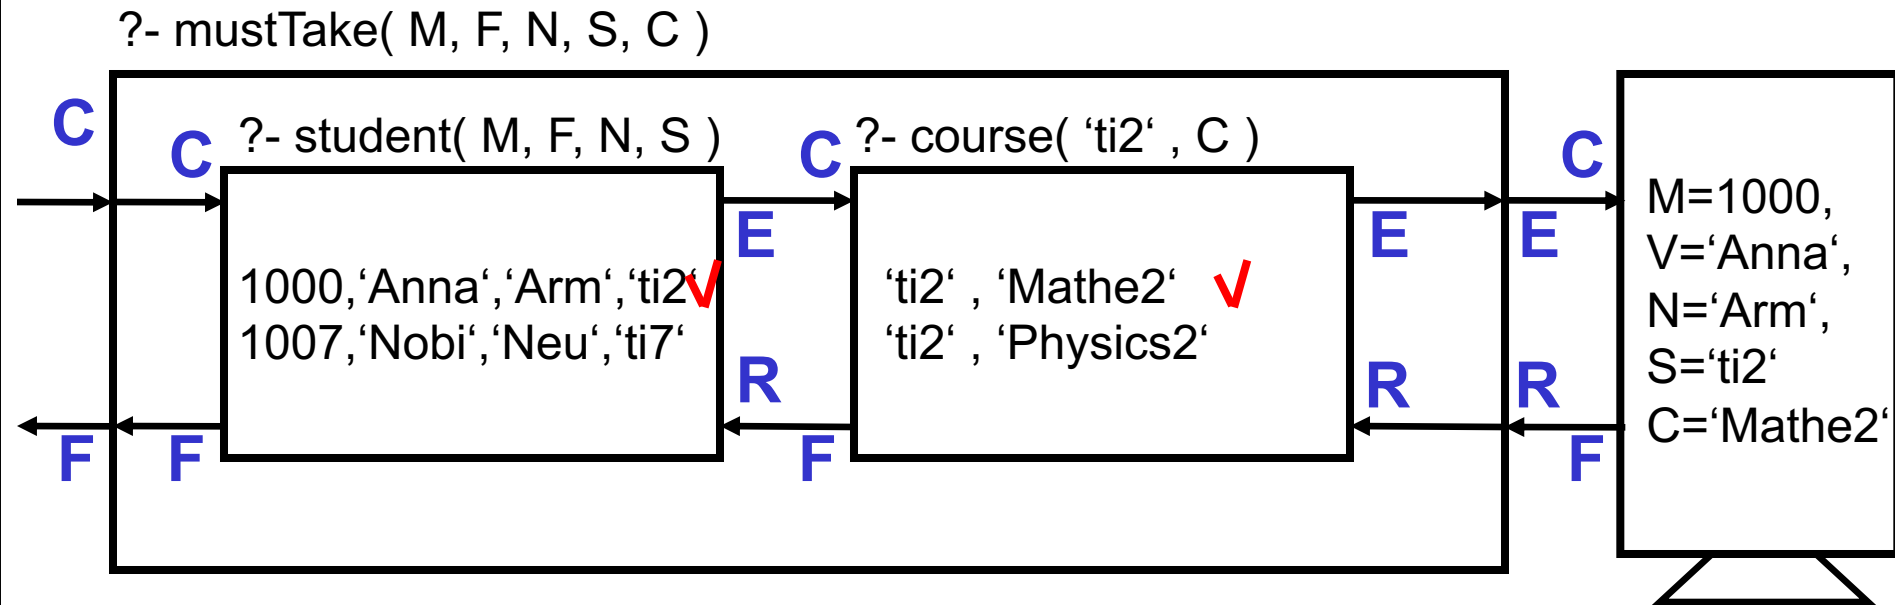 ?- mustTake( M, F, N, S, C )
C
C
?- student( M, F, N, S )
C
?- course( ‘ti2‘ , C )
C
E
E
E
1000,‘Anna‘,‘Arm‘,‘ti2‘
1007,‘Nobi‘,‘Neu‘,‘ti7‘
‘ti2‘ , ‘Mathe2‘
‘ti2‘ , ‘Physics2‘
M=1000,
V=‘Anna‘,
N=‘Arm‘,
S=‘ti2‘
C=‘Mathe2‘
R
R
R
F
F
F
F